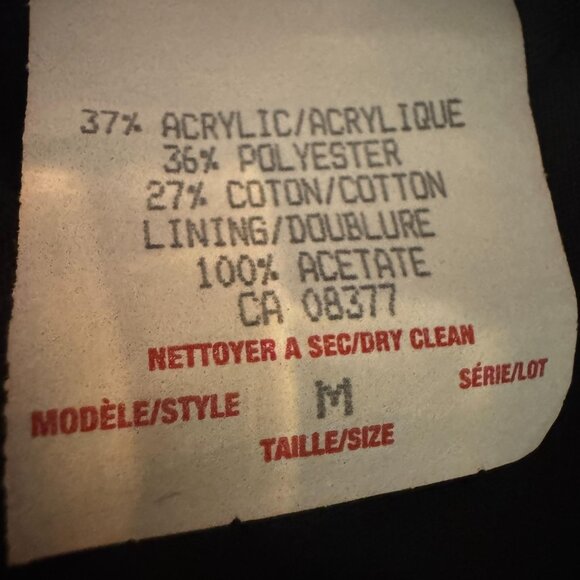 37% ACRYLIC/ACRYLIQUE
36% POLYESTER
27% COTON/COTTON
LINING/DOUBLURE
100% ACETATE
CA 08377
NETTOYER A SEC/DRY CLEAN
MODÈLE/STYLE M SÉRIE/LOT
TAILLE/SIZE